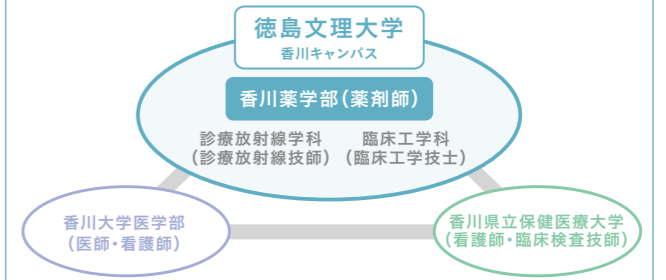 徳島文理大学
香川キャンパス
香川薬学部（薬剤師）
診療放射線学科 臨床工学科
（診療放射線技師）（臨床工学技士）
香川大学医学部
（医師・看護師）
香川県立保健医療大学
（看護師・臨床検査技師）